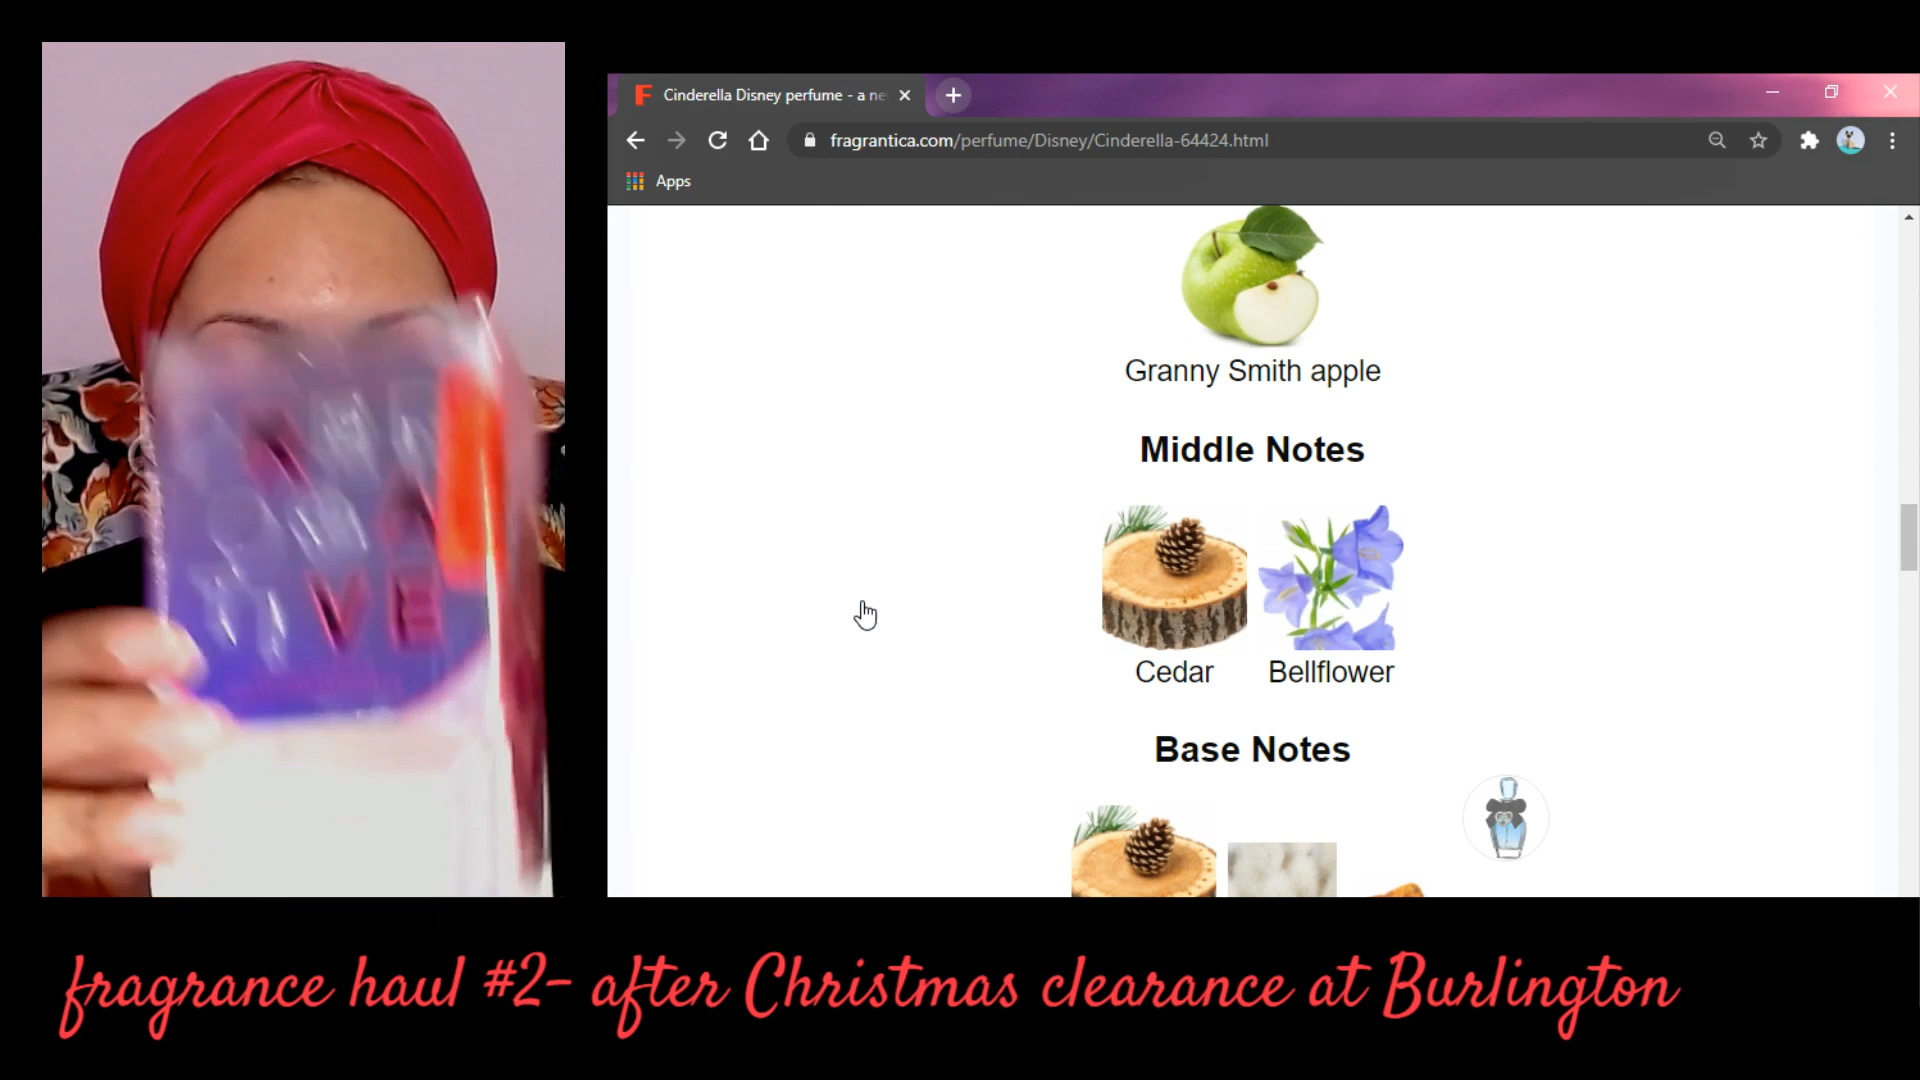 Cinderella Disney perfume - a ne
fragrantica.com/perfume/Disney/Cinderella-64424.html
Apps
Granny Smith apple
Middle Notes
Cedar Bellflower
Base Notes
fragrance haul #2- after Christmas clearance at Burlington